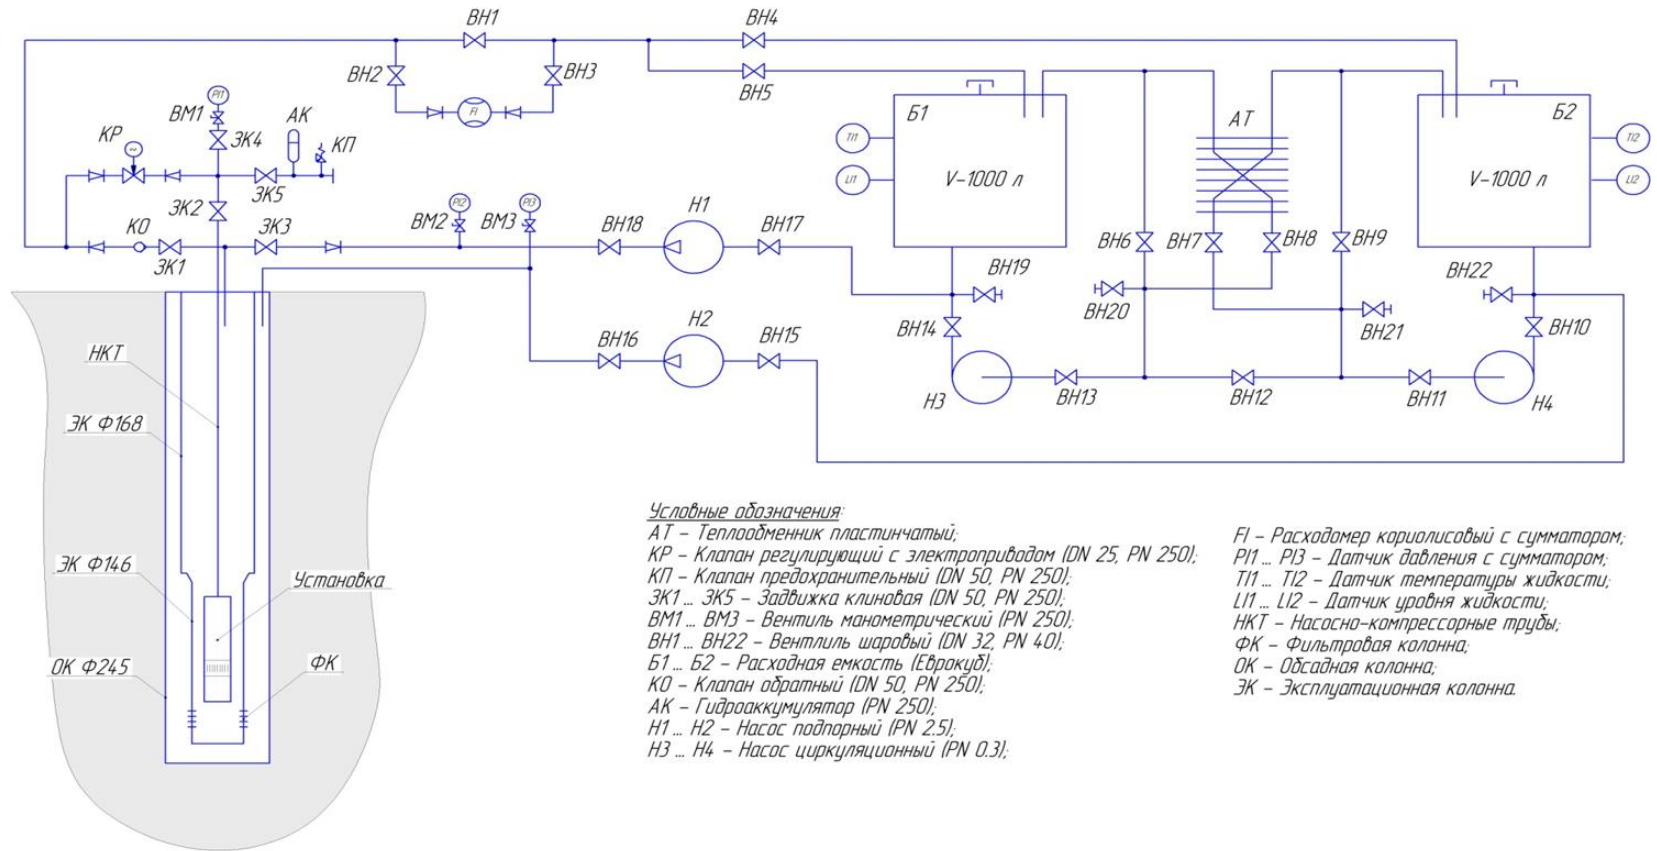 ВН1
ВН4
ВН2
ВН3
ВН5
PI1
ВМ1
АК
FI
Б1
АТ
Б2
КР
ЗК4
КП
TI1
TI2
~
LI1
V-1000 л
V-1000 л
LI2
ЗК5
ЗК2
PI2
PI3
КО
ЗК3
ВМ2
ВМ3
ВН18
Н1
ВН17
ВН6
ВН7
ВН8
ВН9
ЗК1
ВН19
ВН22
ВН20
ВН21
Н2
ВН14
ВН10
НКТ
ВН16
ВН15
Н3
ВН13
ВН12
ВН11
Н4
ЭК Ф168
ЭК Ф146
Установка
ОК Ф245
ФК
Условные обозначения:
АТ – Теплообменник пластинчатый;
КР – Клапан регулирующий с электроприводом (DN 25, PN 250);
КП – Клапан предохранительный (DN 50, PN 250);
ЗК1 ... ЗК5 – Задвижка клиновая (DN 50, PN 250);
ВМ1 ... ВМ3 – Вентиль манометрический (PN 250);
ВН1 ... ВН22 – Вентлиль шаровый (DN 32, PN 40);
Б1 ... Б2 – Расходная емкость (Еврокуб);
КО – Клапан обратный (DN 50, PN 250);
АК – Гидроаккумулятор (PN 250);
Н1 ... Н2 – Насос подпорный (PN 2.5);
Н3 ... Н4 – Насос циркуляционный (PN 0.3);
FI – Расходомер кориолисовый с сумматором;
PI1 ... PI3 – Датчик давления с сумматором;
TI1 ... TI2 – Датчик температуры жидкости;
LI1 ... LI2 – Датчик уровня жидкости;
НКТ – Насосно-компрессорные трубы;
ФК – Фильтровая колонна;
ОК – Обсадная колонна;
ЭК – Эксплуатационная колонна.